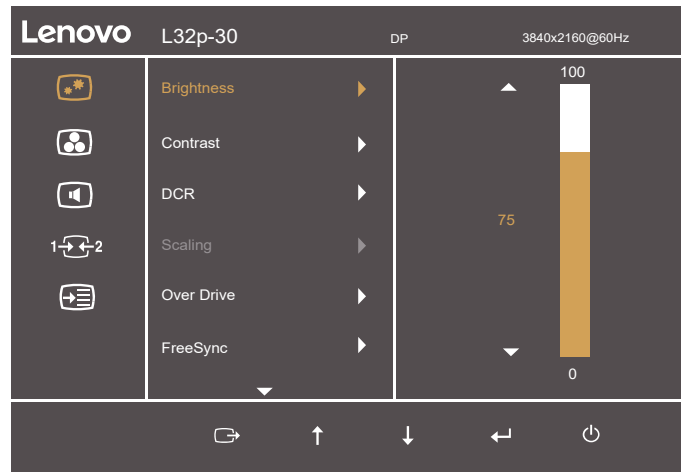 Lenovo L32p-30 DP 3840x2160@60Hz
Brightness
Contrast
DCR
Scaling
Over Drive
FreeSync
1 2
100
75
0